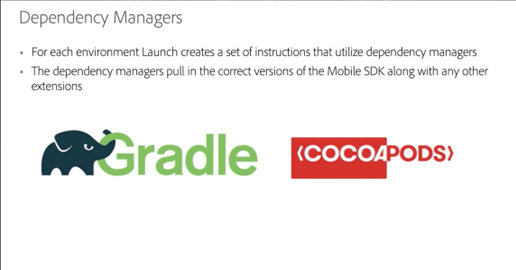 Dependency Managers
For each environment Launch creates a set of instructions that utilize dependency managers
The dependency managers pull in the correct versions of the Mobile SDK along with any other
extensions
Gradle
COCOAPODS